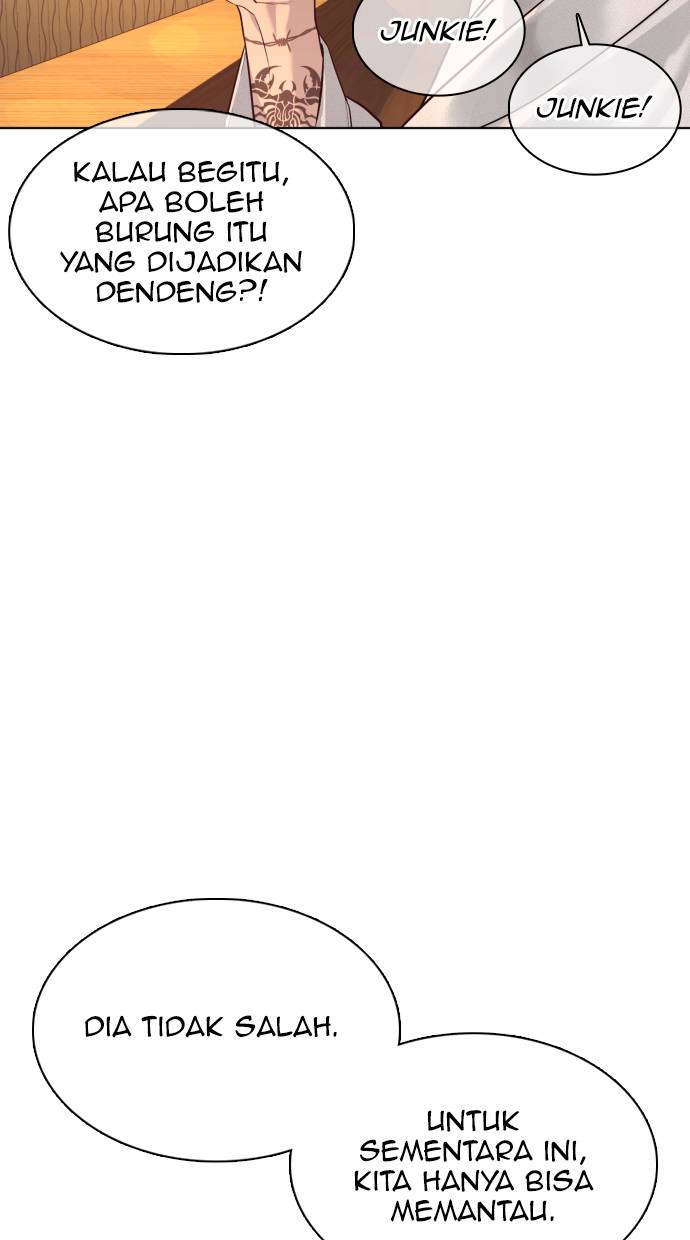 JUNKIE!
JUNKIE!
KALAU BEGITU,
APA BOLEH
BURUNG ITU
YANG DIJADIKAN
DENDENG?!
DIA TIDAK SALAH.
UNTUK
SEMENTARA INI,
KITA HANYA BISA
MEMANTAU.